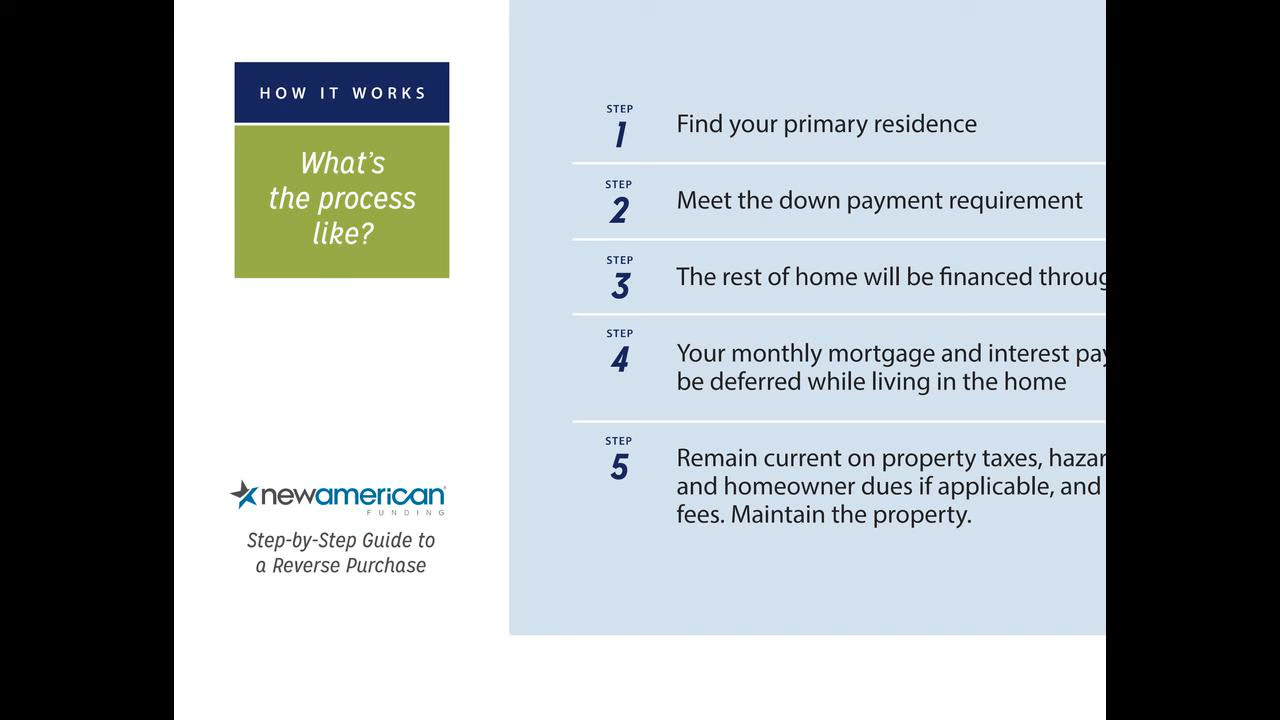 HOW IT WORKS
What's
the process
like?
newamerican
FUNDING
Step-by-Step Guide to
a Reverse Purchase
STEP
1
Find your primary residence
STEP
2
Meet the down payment requirement
STEP
3
The rest of home will be financed
STEP
4
Your monthly mortgage and interest
be deferred while living in the home
STEP
5
Remain current on property taxes,
and homeowner dues if applicable, and
fees. Maintain the property.